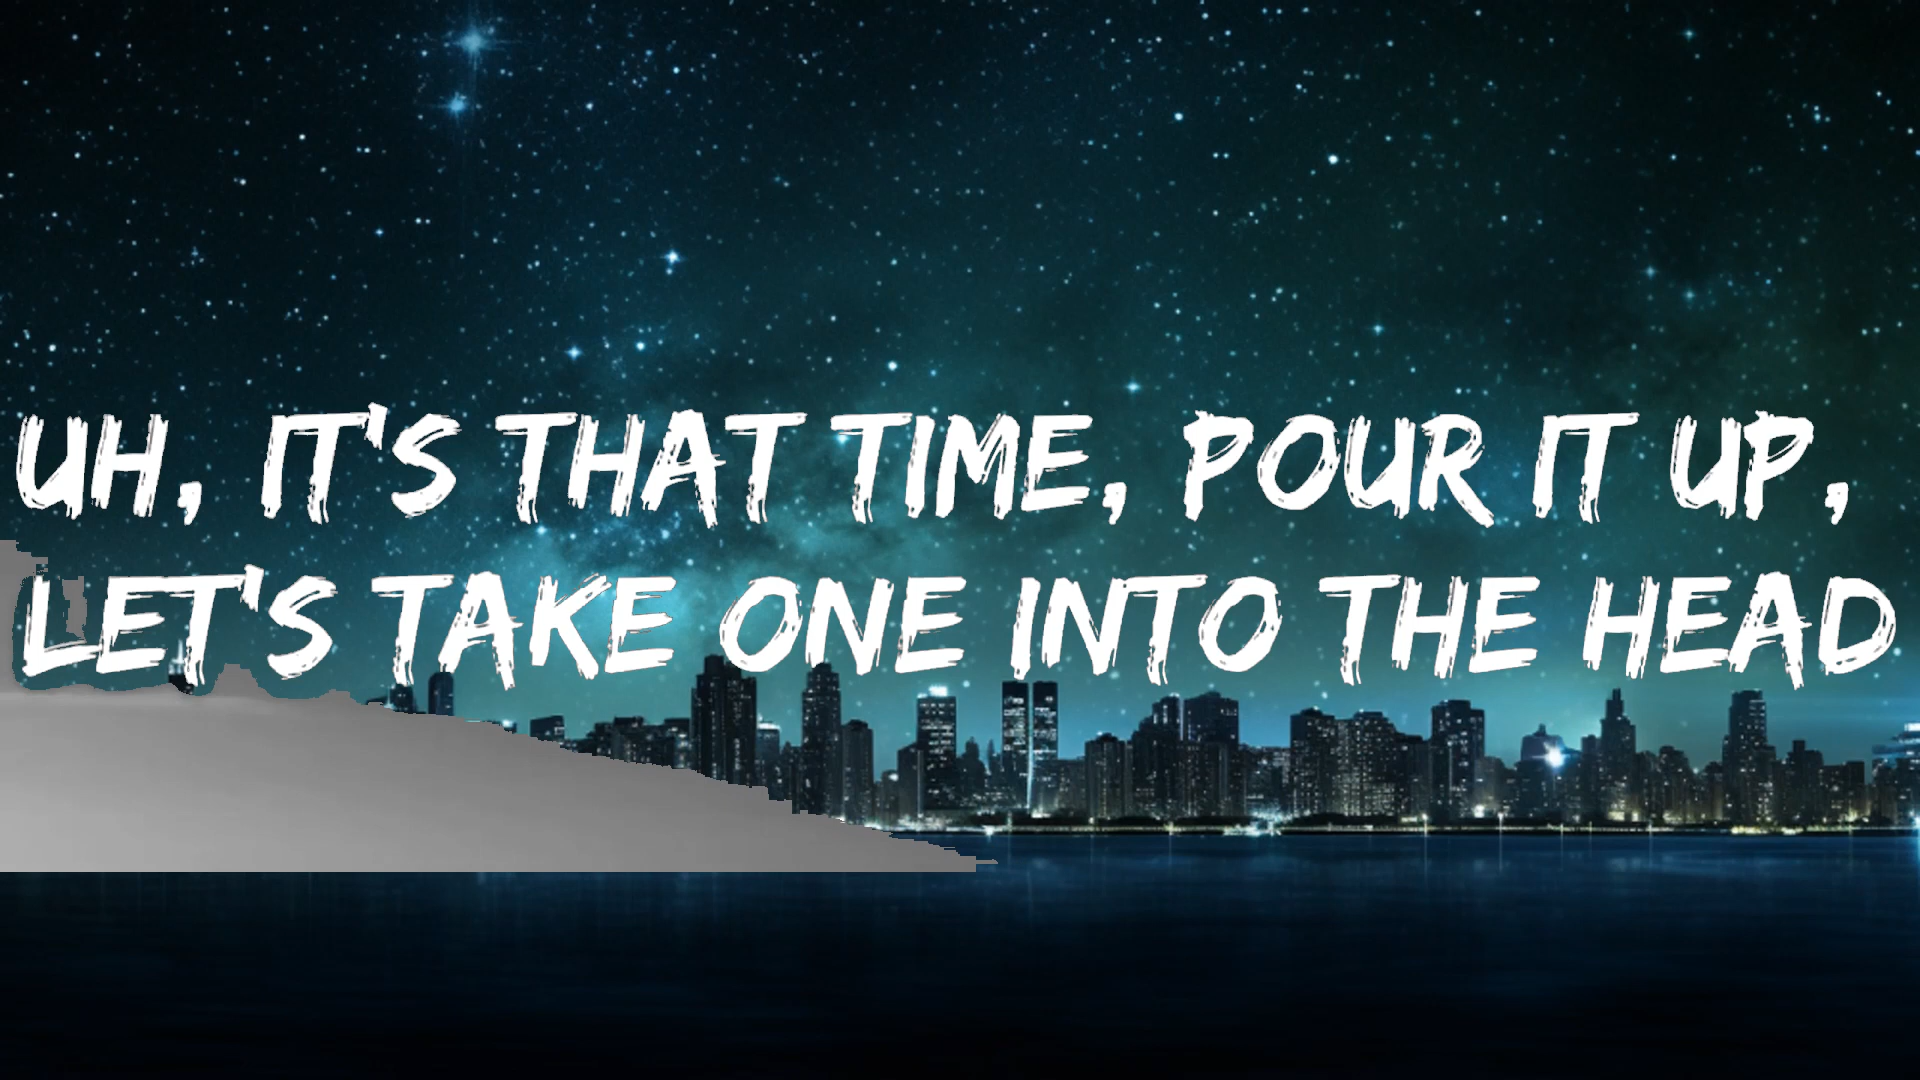 UH, IT'S THAT TIME, POUR IT UP,
LET'S TAKE ONE INTO THE HEAD